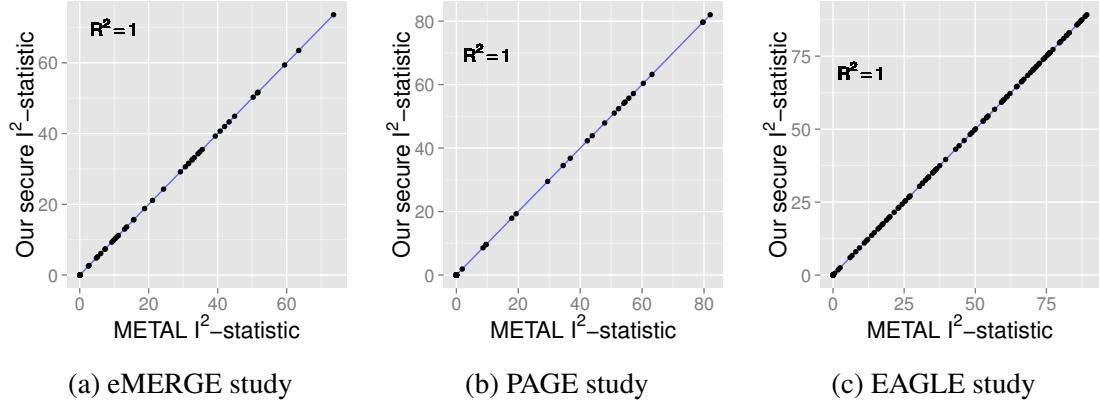 Our secure I²−statistic
R² = 1
60
40
20
0
0 20 40 60
METAL I²−statistic
(a) eMERGE study
Our secure I²−statistic
R² = 1
80
60
40
20
0
0 20 40 60 80
METAL I²−statistic
(b) PAGE study
Our secure I²−statistic
R² = 1
75
50
25
0
0 25 50 75
METAL I²−statistic
(c) EAGLE study